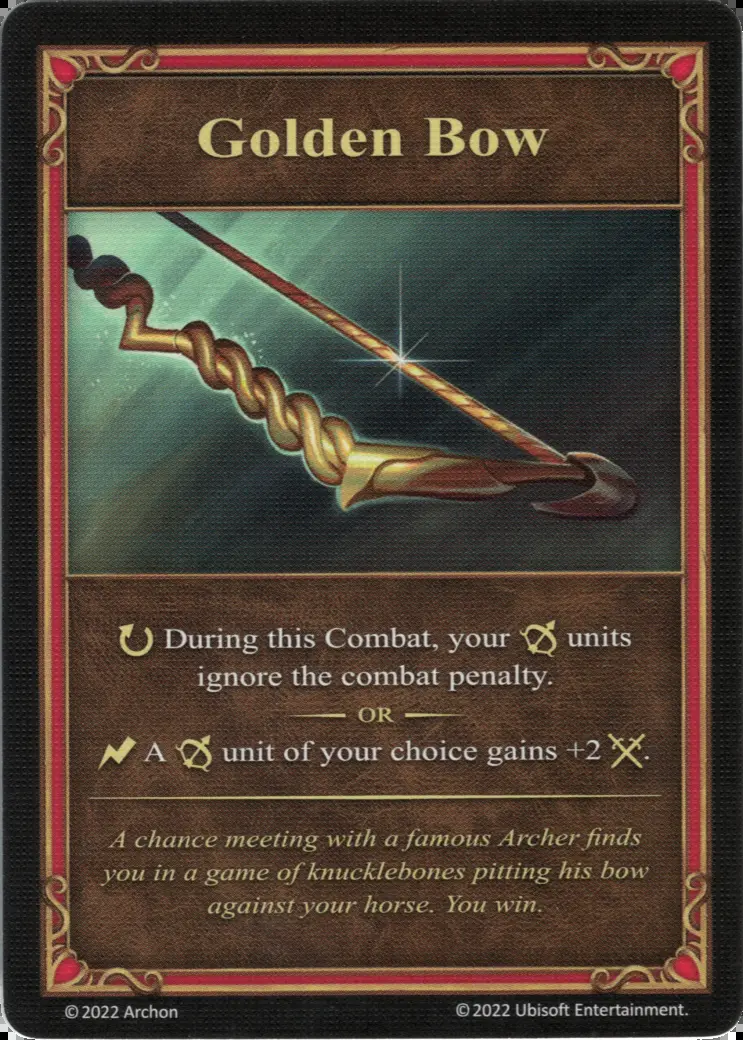 Golden Bow
During this Combat, your units
ignore the combat penalty.
OR
A unit of your choice gains +2 .
A chance meeting with a famous Archer finds
you in a game of knucklebones pitting his bow
against your horse. You win.
© 2022 Archon
© 2022 Ubisoft Entertainment.